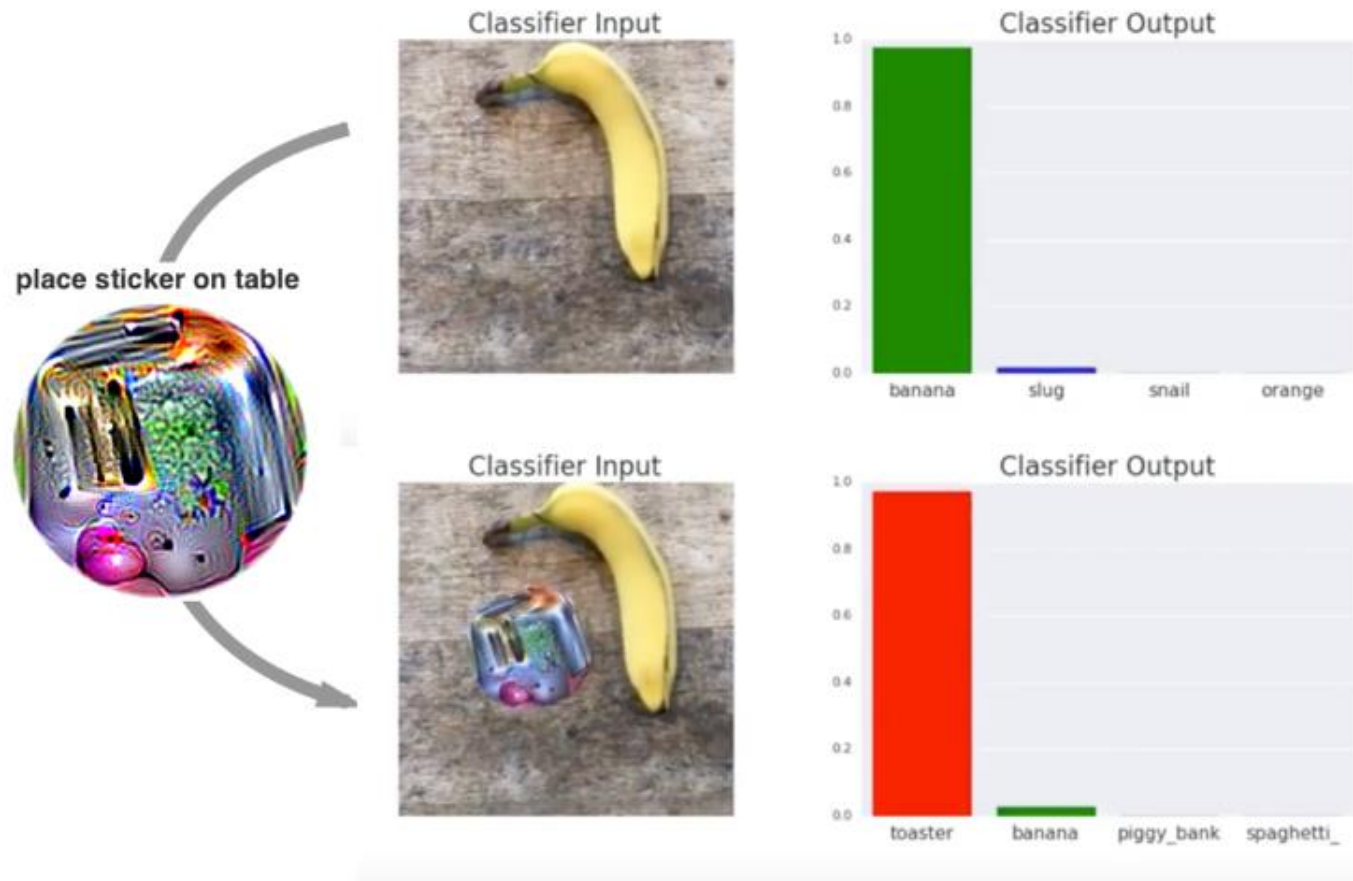 Classifier Input
Classifier Output
1.0
0.8
0.6
0.4
0.2
0.0
banana slug snail orange
place sticker on table
Classifier Input
Classifier Output
1.0
0.8
0.6
0.4
0.2
0.0
toaster banana piggy_bank spaghetti_